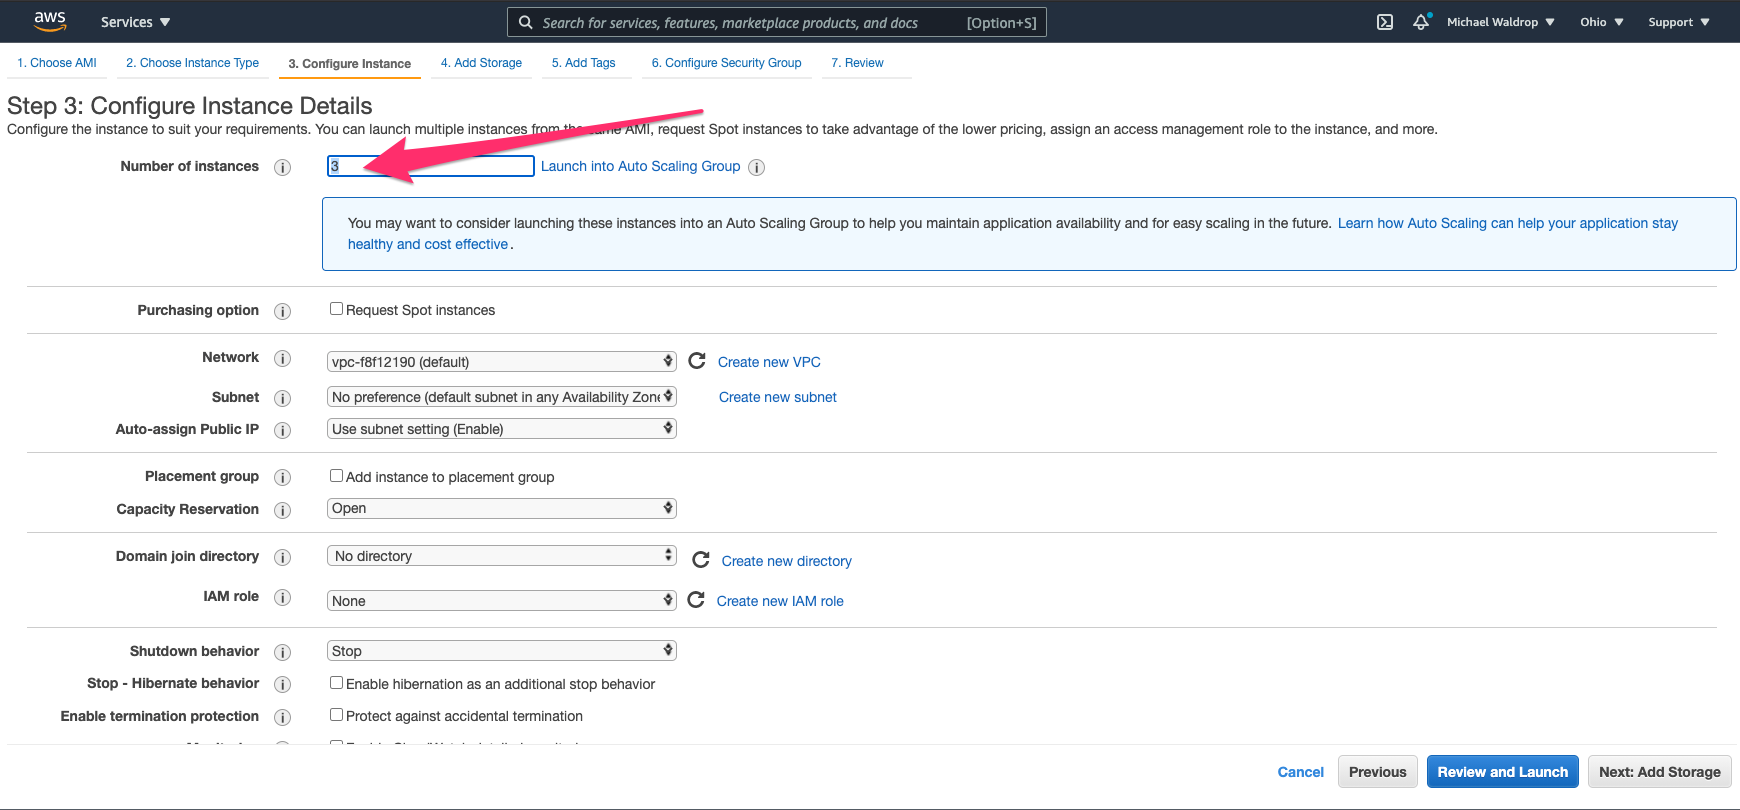 aws Services Search for services, features, marketplace products, and docs [Option+S] Michael Waldrop Ohio Support
1. Choose AMI 2. Choose Instance Type 3. Configure Instance 4. Add Storage 5. Add Tags 6. Configure Security Group 7. Review
Step 3: Configure Instance Details
Configure the instance to suit your requirements. You can launch multiple instances from the same AMI, request Spot instances to take advantage of the lower pricing, assign an access management role to the instance, and more.
Number of instances i 3 Launch into Auto Scaling Group i
You may want to consider launching these instances into an Auto Scaling Group to help you maintain application availability and for easy scaling in the future. Learn how Auto Scaling can help your application stay
healthy and cost effective.
Purchasing option i Request Spot instances
Network i vpc-f8f12190 (default) Create new VPC
Subnet i No preference (default subnet in any Availability Zone Create new subnet
Auto-assign Public IP i Use subnet setting (Enable)
Placement group i Add instance to placement group
Capacity Reservation i Open
Domain join directory i No directory Create new directory
IAM role i None Create new IAM role
Shutdown behavior i Stop
Stop - Hibernate behavior i Enable hibernation as an additional stop behavior
Enable termination protection i Protect against accidental termination
Cancel Previous Review and Launch Next: Add Storage